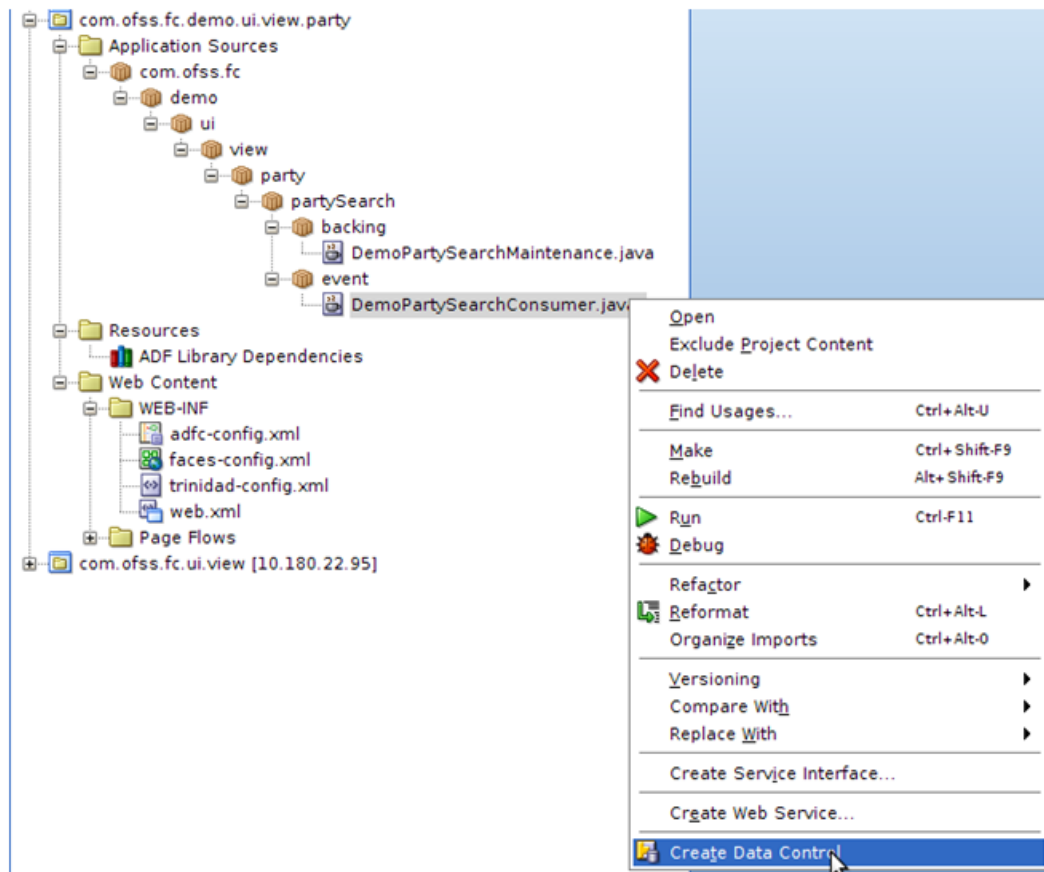 com.ofss.fc.demo.ui.view.party
Application Sources
com.ofss.fc
demo
ui
view
party
partySearch
backing
DemoPartySearchMaintenance.java
event
DemoPartySearchConsumer.java
Resources
ADF Library Dependencies
Web Content
WEB-INF
adfc-config.xml
faces-config.xml
trinidad-config.xml
web.xml
Page Flows
com.ofss.fc.ui.view [10.180.22.95]
Open
Exclude Project Content
Delete
Find Usages... Ctrl+Alt-U
Make Ctrl+Shift-F9
Rebuild Alt+Shift-F9
Run Ctrl-F11
Debug
Refactor
Reformat Ctrl+Alt-L
Organize Imports Ctrl+Alt-O
Versioning
Compare With
Replace With
Create Service Interface...
Create Web Service...
Create Data Control